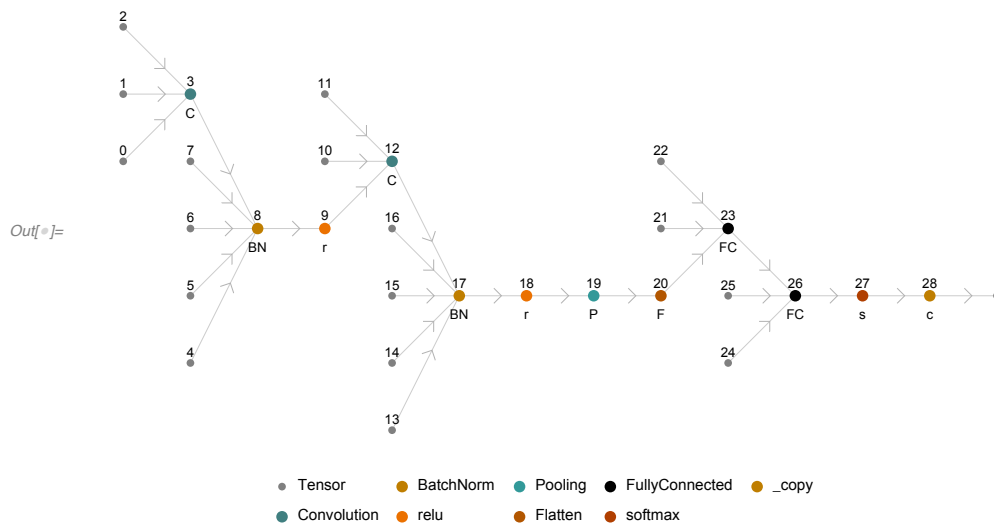 2
1
3
11
C
0
7
10
12
C
22
6
8
9
16
21
23
Out[•]=
BN
r
FC
5
15
17
18
19
20
25
26
27
28
BN
r
P
F
FC
s
c
4
14
24
13
Tensor
BatchNorm
Pooling
FullyConnected
_copy
Convolution
relu
Flatten
softmax